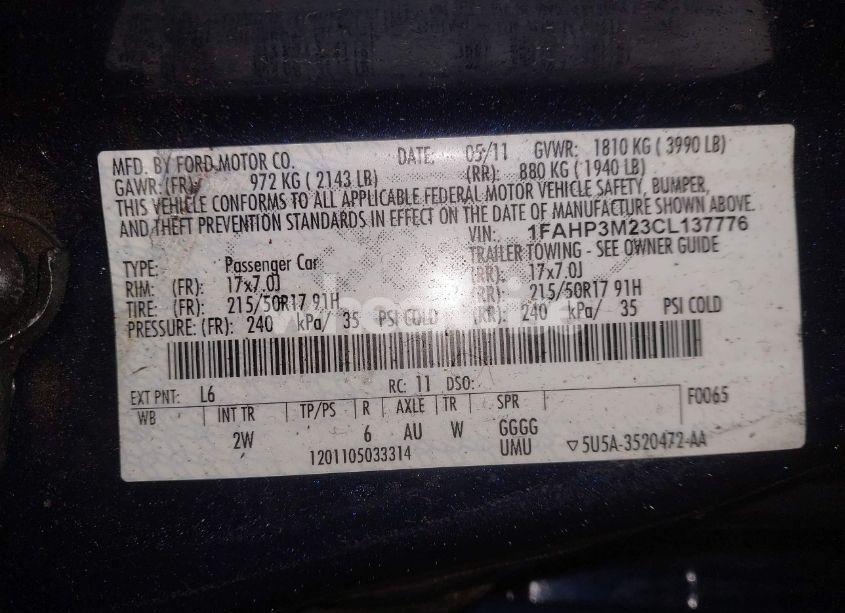 MFD. BY FORD MOTOR CO. DATE: 05/11 GVWR: 1810 KG ( 3990 LB)
GAWR: (FR): 972 KG ( 2143 LB) (RR): 880 KG ( 1940 LB)
THIS VEHICLE CONFORMS TO ALL APPLICABLE FEDERAL MOTOR VEHICLE SAFETY, BUMPER,
AND THEFT PREVENTION STANDARDS IN EFFECT ON THE DATE OF MANUFACTURE SHOWN ABOVE.
VIN: 1FAHP3M23CL137776
TYPE: Passenger Car TRAILER TOWING - SEE OWNER GUIDE
RIM: (FR): 17x7.0J (RR): 17x7.0J
TIRE: (FR): 215/50R17 91H (RR): 215/50R17 91H
PRESSURE: (FR): 240 kPa/ 35 PSI COLD (RR): 240 kPa/ 35 PSI COLD
EXT PNT: L6 RC: 11 DSO: F0065
WB INT TR TP/PS R AXLE TR SPR
2W 6 AU W GGGG
1201105033314 UMU ▽5U5A-3520472-AA